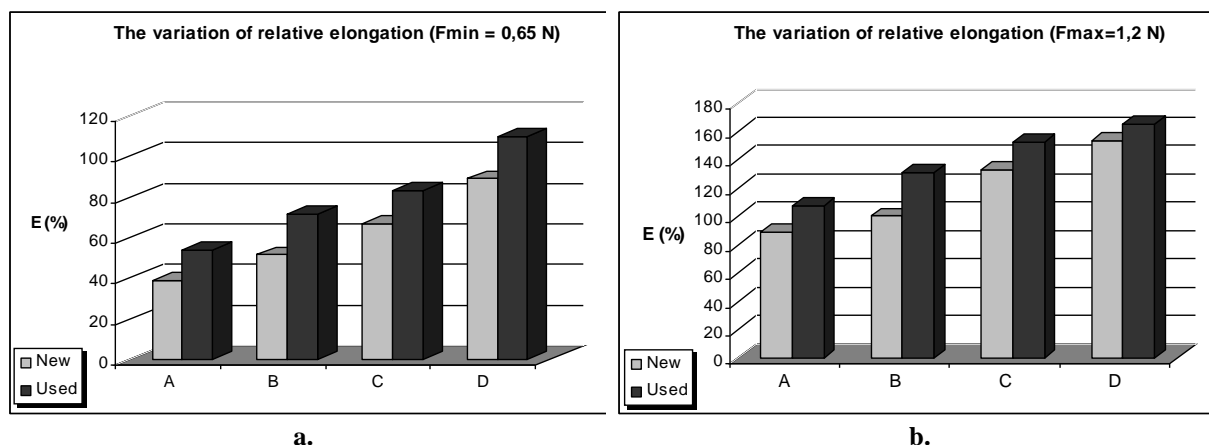 The variation of relative elongation (Fmin = 0,65 N)
120
100
80
60
40
20
0
E (%)
A B C D
New
Used
a.
The variation of relative elongation (Fmax=1,2 N)
180
160
140
120
100
80
60
40
20
0
E (%)
A B C D
New
Used
b.